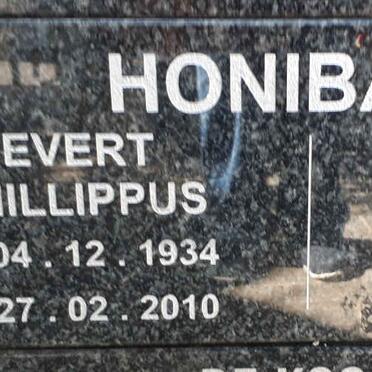 HONIBA
EVERT
HILLIPPUS
04 . 12 . 1934
27 . 02 . 2010